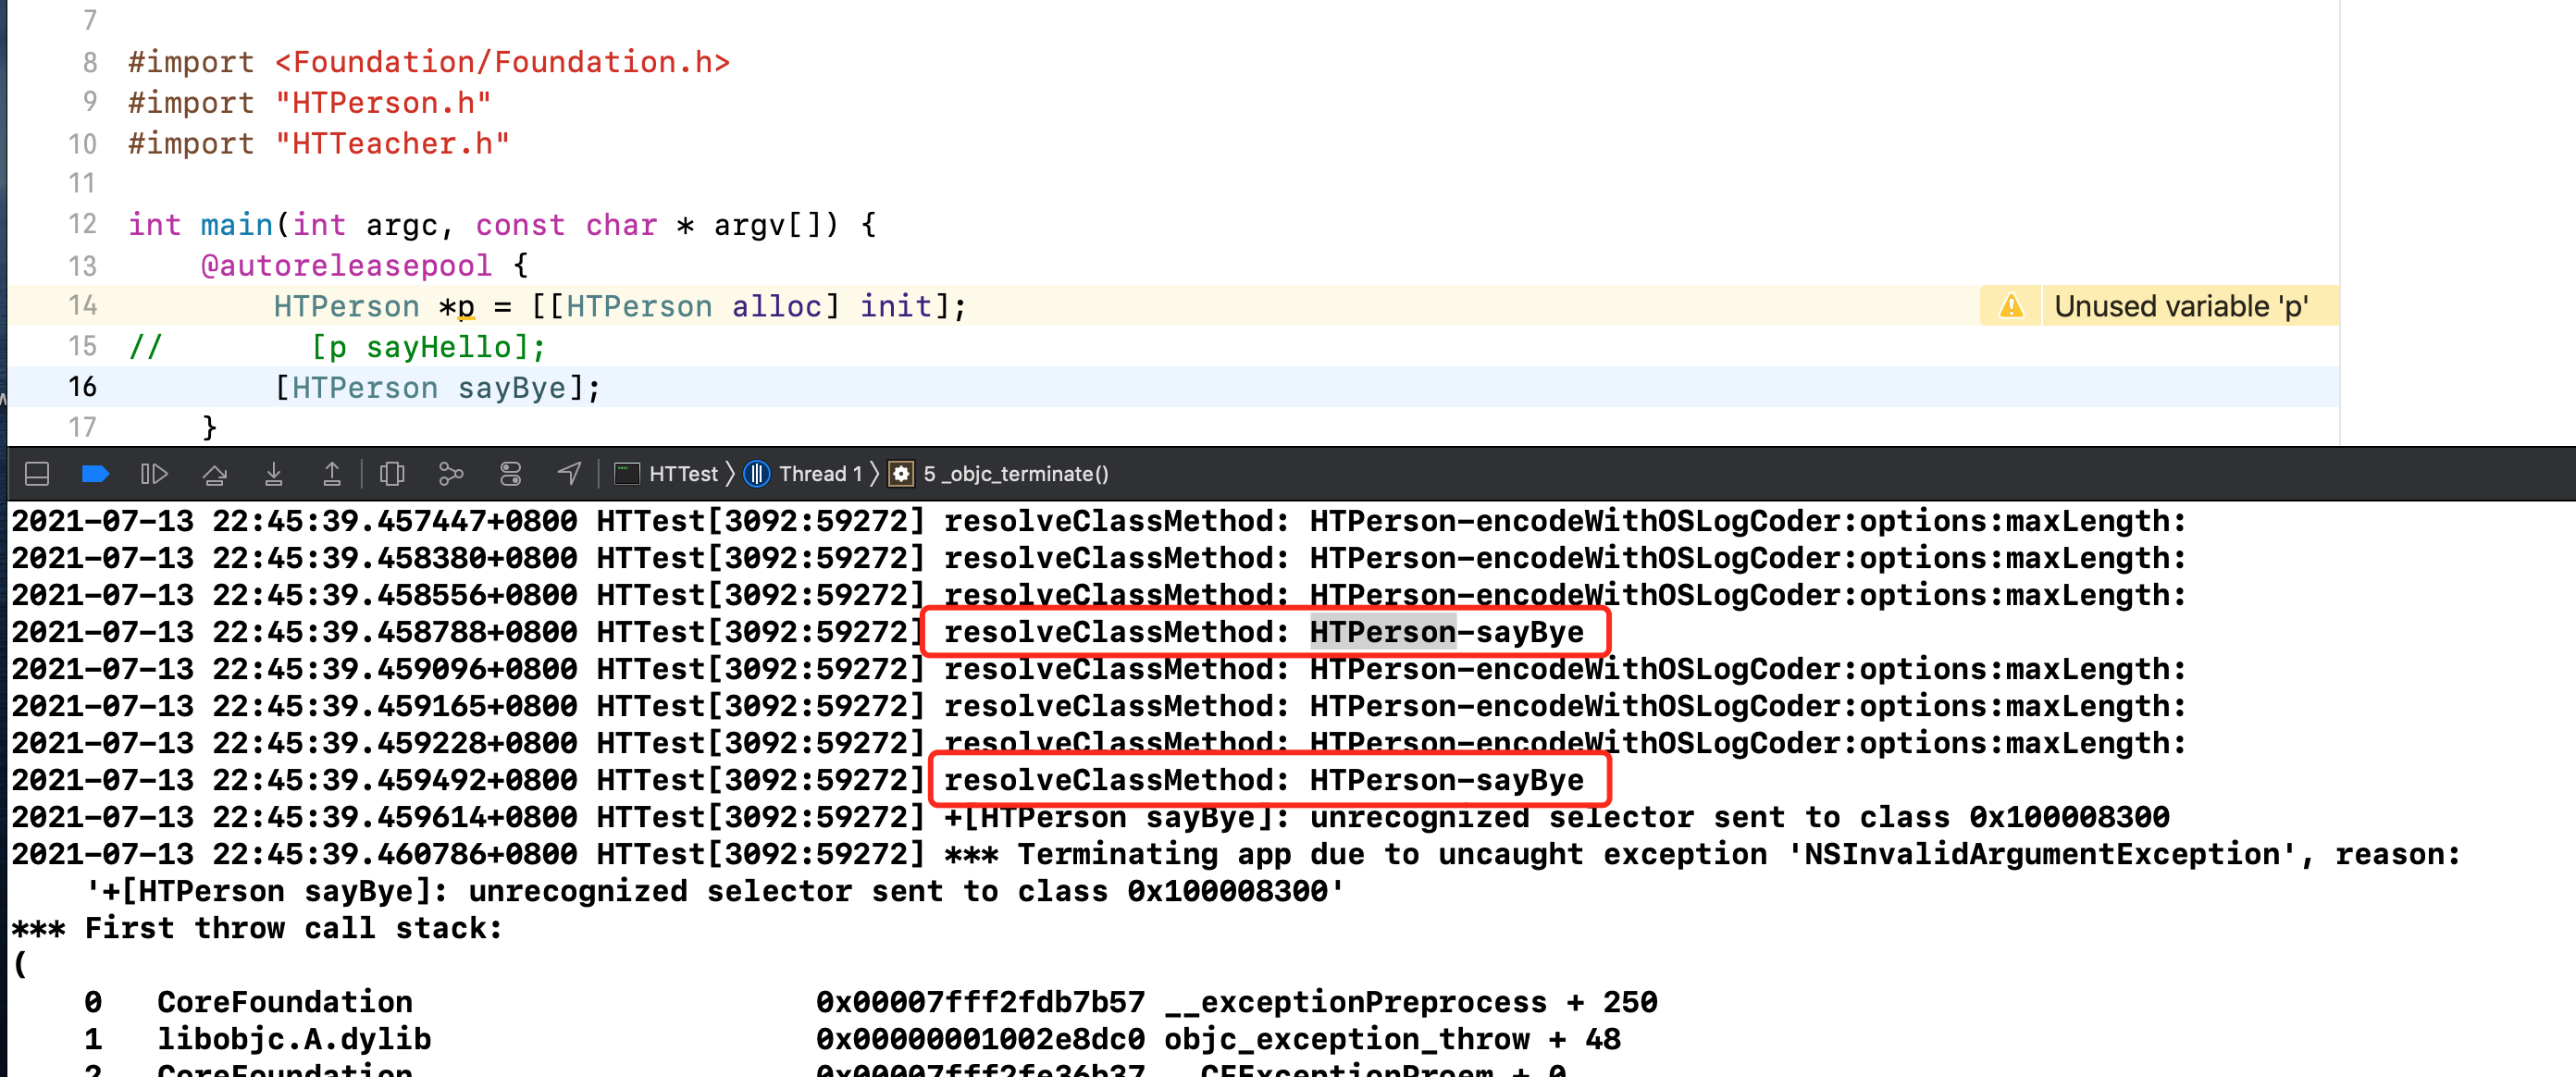 7
8 #import <Foundation/Foundation.h>
9 #import "HTPerson.h"
10 #import "HTTeacher.h"
11
12 int main(int argc, const char * argv[]) {
13 @autoreleasepool {
14 HTPerson *p = [[HTPerson alloc] init]; Unused variable 'p'
15 // [p sayHello];
16 [HTPerson sayBye];
17 }
HTTest 〉 Thread 1 〉 5 _objc_terminate()
2021-07-13 22:45:39.457447+0800 HTTest[3092:59272] resolveClassMethod: HTPerson-encodeWithOSLogCoder:options:maxLength:
2021-07-13 22:45:39.458380+0800 HTTest[3092:59272] resolveClassMethod: HTPerson-encodeWithOSLogCoder:options:maxLength:
2021-07-13 22:45:39.458556+0800 HTTest[3092:59272] resolveClassMethod: HTPerson-encodeWithOSLogCoder:options:maxLength:
2021-07-13 22:45:39.458788+0800 HTTest[3092:59272] resolveClassMethod: HTPerson-sayBye
2021-07-13 22:45:39.459096+0800 HTTest[3092:59272] resolveClassMethod: HTPerson-encodeWithOSLogCoder:options:maxLength:
2021-07-13 22:45:39.459165+0800 HTTest[3092:59272] resolveClassMethod: HTPerson-encodeWithOSLogCoder:options:maxLength:
2021-07-13 22:45:39.459228+0800 HTTest[3092:59272] resolveClassMethod: HTPerson-encodeWithOSLogCoder:options:maxLength:
2021-07-13 22:45:39.459492+0800 HTTest[3092:59272] resolveClassMethod: HTPerson-sayBye
2021-07-13 22:45:39.459614+0800 HTTest[3092:59272] +[HTPerson sayBye]: unrecognized selector sent to class 0x100008300
2021-07-13 22:45:39.460786+0800 HTTest[3092:59272] *** Terminating app due to uncaught exception 'NSInvalidArgumentException', reason:
'+[HTPerson sayBye]: unrecognized selector sent to class 0x100008300'
*** First throw call stack:
(
0 CoreFoundation 0x00007fff2fdb7b57 __exceptionPreprocess + 250
1 libobjc.A.dylib 0x00000001002e8dc0 objc_exception_throw + 48
2 CoreFoundation